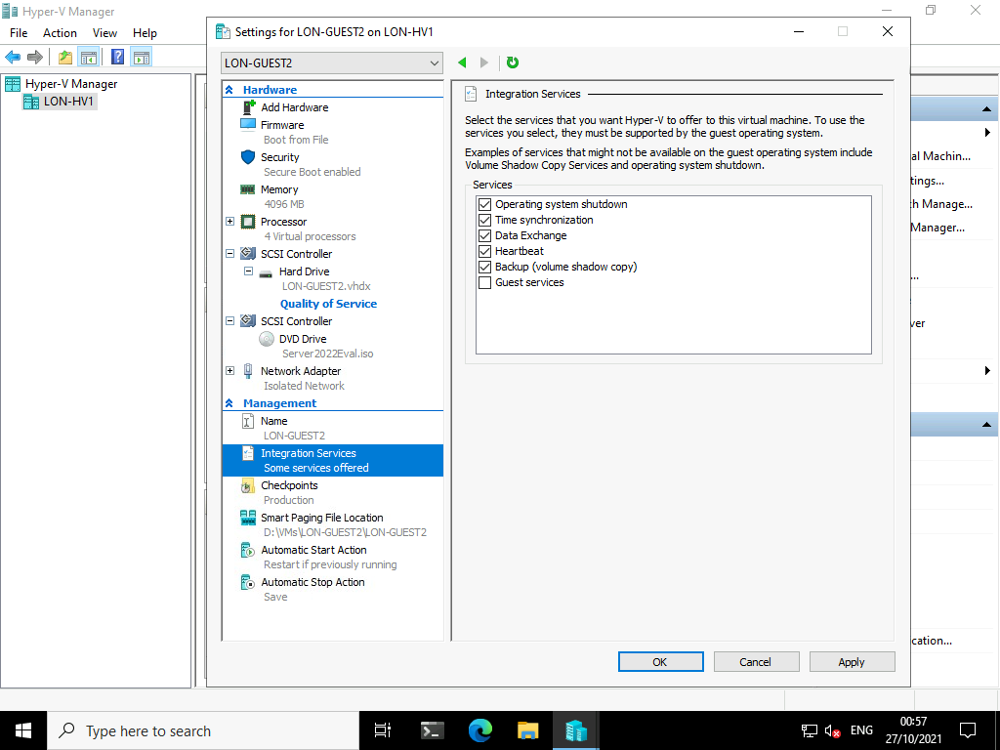 Hyper-V Manager
File Action View Help
Hyper-V Manager
LON-HV1
Settings for LON-GUEST2 on LON-HV1
LON-GUEST2
Hardware
Add Hardware
Firmware
Boot from File
Security
Secure Boot enabled
Memory
4096 MB
Processor
4 Virtual processors
SCSI Controller
Hard Drive
LON-GUEST2.vhdx
Quality of Service
SCSI Controller
DVD Drive
Server2022Eval.iso
Network Adapter
Isolated Network
Management
Name
LON-GUEST2
Integration Services
Some services offered
Checkpoints
Production
Smart Paging File Location
D:\VMs\LON-GUEST2\LON-GUEST2
Automatic Start Action
Restart if previously running
Automatic Stop Action
Save
Integration Services
Select the services that you want Hyper-V to offer to this virtual machine. To use the
services you select, they must be supported by the guest operating system.
Examples of services that might not be available on the guest operating system include
Volume Shadow Copy Services and operating system shutdown.
Services
Operating system shutdown
Time synchronization
Data Exchange
Heartbeat
Backup (volume shadow copy)
Guest services
OK Cancel Apply
al Machin...
tings...
h Manage...
Manager...
...
ver
cation...
Type here to search
ENG
00:57
27/10/2021